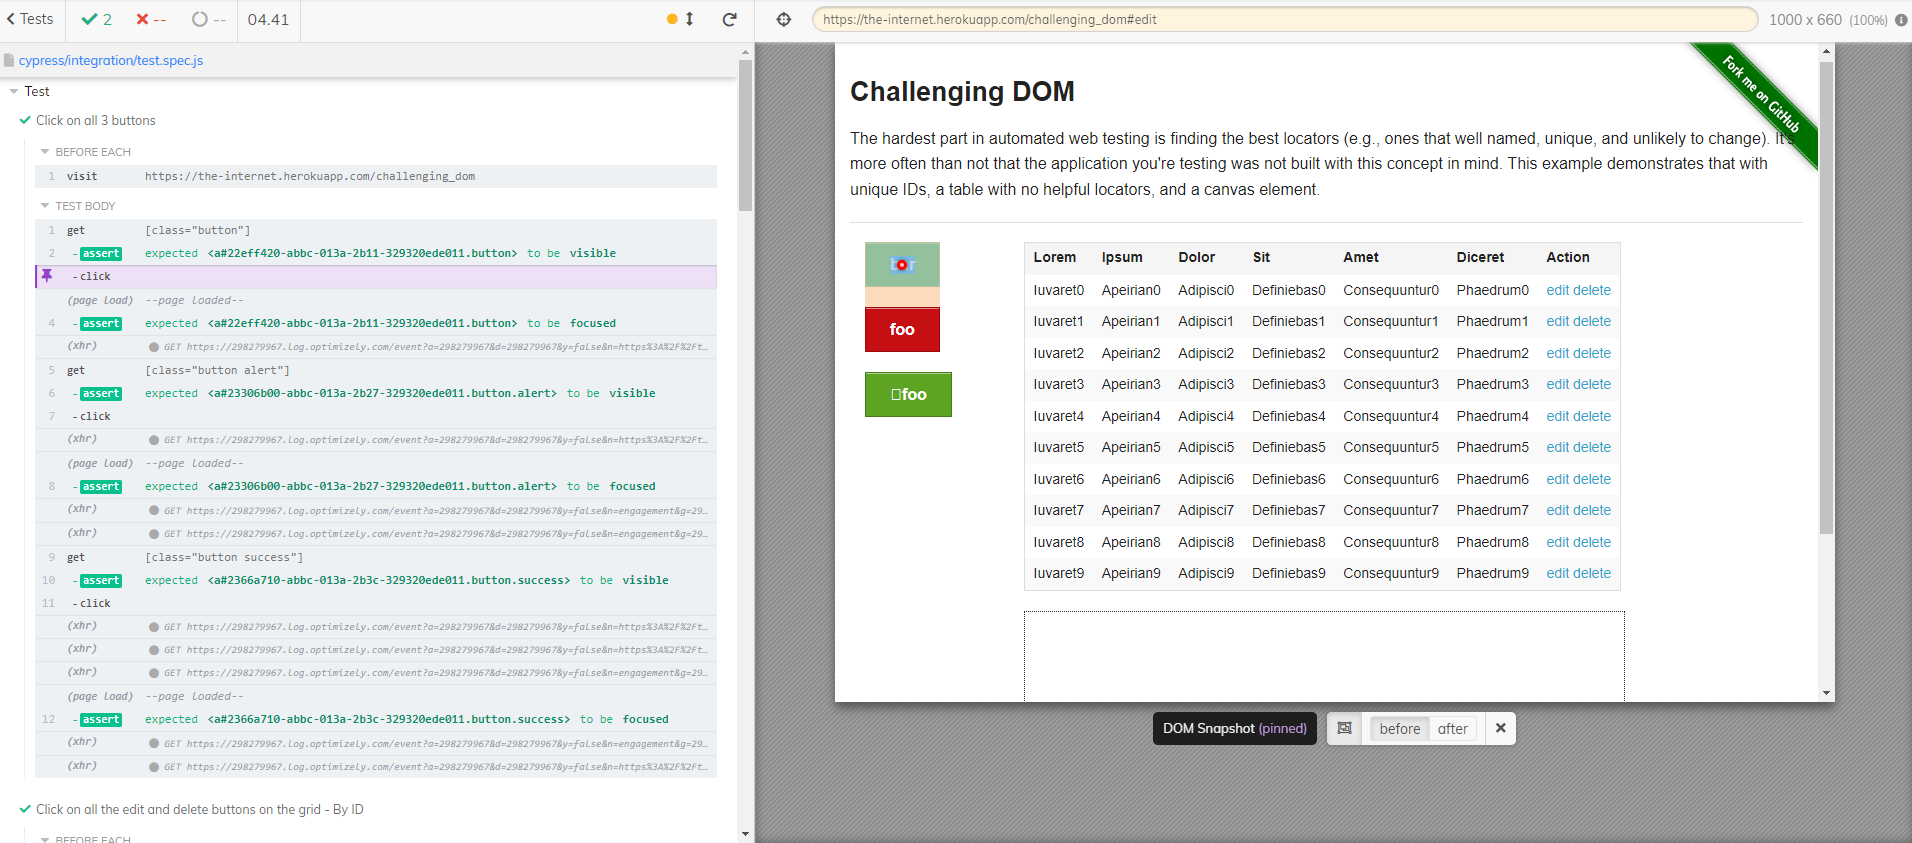 Tests
2
--
--
04.41
https://the-internet.herokuapp.com/challenging_dom#edit
1000 x 660 (100%)
cypress/integration/test.spec.js
Test
Click on all 3 buttons
BEFORE EACH
1 visit https://the-internet.herokuapp.com/challenging_dom
TEST BODY
1 get [class="button"]
2 -assert expected <a#22eff420-abbc-013a-2b11-329320ede011.button> to be visible
-click
(page load) --page loaded--
4 -assert expected <a#22eff420-abbc-013a-2b11-329320ede011.button> to be focused
(xhr) GET https://298279967.log.optimizely.com/event?a=298279967&d=298279967&y=false&n=https%3A%2F%2Ft…
5 get [class="button alert"]
6 -assert expected <a#23306b00-abbc-013a-2b27-329320ede011.button.alert> to be visible
7 -click
(xhr) GET https://298279967.log.optimizely.com/event?a=298279967&d=298279967&y=false&n=https%3A%2F%2Ft…
(page load) --page loaded--
8 -assert expected <a#23306b00-abbc-013a-2b27-329320ede011.button.alert> to be focused
(xhr) GET https://298279967.log.optimizely.com/event?a=298279967&d=298279967&y=false&n=engagement&g=29…
(xhr) GET https://298279967.log.optimizely.com/event?a=298279967&d=298279967&y=false&n=engagement&g=29…
9 get [class="button success"]
10 -assert expected <a#2366a710-abbc-013a-2b3c-329320ede011.button.success> to be visible
11 -click
(xhr) GET https://298279967.log.optimizely.com/event?a=298279967&d=298279967&y=false&n=https%3A%2F%2Ft…
(xhr) GET https://298279967.log.optimizely.com/event?a=298279967&d=298279967&y=false&n=https%3A%2F%2Ft…
(xhr) GET https://298279967.log.optimizely.com/event?a=298279967&d=298279967&y=false&n=engagement&g=29…
(page load) --page loaded--
12 -assert expected <a#2366a710-abbc-013a-2b3c-329320ede011.button.success> to be focused
(xhr) GET https://298279967.log.optimizely.com/event?a=298279967&d=298279967&y=false&n=engagement&g=29…
(xhr) GET https://298279967.log.optimizely.com/event?a=298279967&d=298279967&y=false&n=https%3A%2F%2Ft…
Click on all the edit and delete buttons on the grid - By ID
BEFORE EACH
Fork me on GitHub
Challenging DOM
The hardest part in automated web testing is finding the best locators (e.g., ones that well named, unique, and unlikely to change). It's
more often than not that the application you're testing was not built with this concept in mind. This example demonstrates that with
unique IDs, a table with no helpful locators, and a canvas element.
foo
foo
Lorem Ipsum Dolor Sit Amet Diceret Action
Iuvaret0 Apeirian0 Adipisci0 Definiebas0 Consequuntur0 Phaedrum0 edit delete
Iuvaret1 Apeirian1 Adipisci1 Definiebas1 Consequuntur1 Phaedrum1 edit delete
Iuvaret2 Apeirian2 Adipisci2 Definiebas2 Consequuntur2 Phaedrum2 edit delete
Iuvaret3 Apeirian3 Adipisci3 Definiebas3 Consequuntur3 Phaedrum3 edit delete
Iuvaret4 Apeirian4 Adipisci4 Definiebas4 Consequuntur4 Phaedrum4 edit delete
Iuvaret5 Apeirian5 Adipisci5 Definiebas5 Consequuntur5 Phaedrum5 edit delete
Iuvaret6 Apeirian6 Adipisci6 Definiebas6 Consequuntur6 Phaedrum6 edit delete
Iuvaret7 Apeirian7 Adipisci7 Definiebas7 Consequuntur7 Phaedrum7 edit delete
Iuvaret8 Apeirian8 Adipisci8 Definiebas8 Consequuntur8 Phaedrum8 edit delete
Iuvaret9 Apeirian9 Adipisci9 Definiebas9 Consequuntur9 Phaedrum9 edit delete
DOM Snapshot (pinned)
before after